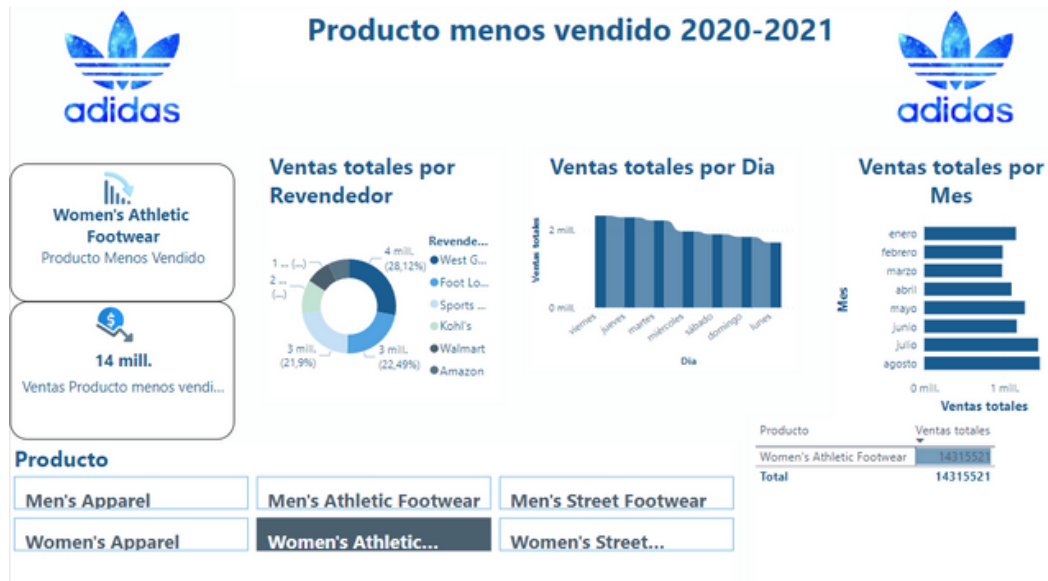 Producto menos vendido 2020-2021
adidas
adidas
Women's Athletic
Footwear
Producto Menos Vendido
14 mill.
Ventas Producto menos vendi...
Ventas totales por
Revendedor
4 mill.
(28,12%)
3 mill.
(22,49%)
3 mill.
(21,9%)
2 ...
(...)
1 ... (...)
Revende...
West G...
Foot Lo...
Sports ...
Kohl's
Walmart
Amazon
Ventas totales por Dia
Ventas totales
2 mill.
0 mill.
viernes
jueves
martes
miércoles
sábado
domingo
lunes
Dia
Ventas totales por
Mes
Mes
enero
febrero
marzo
abril
mayo
junio
julio
agosto
0 mill.
1 mill.
Ventas totales
Producto Ventas totales
Women's Athletic Footwear 14315521
Total 14315521
Producto
Men's Apparel
Men's Athletic Footwear
Men's Street Footwear
Women's Apparel
Women's Athletic...
Women's Street...